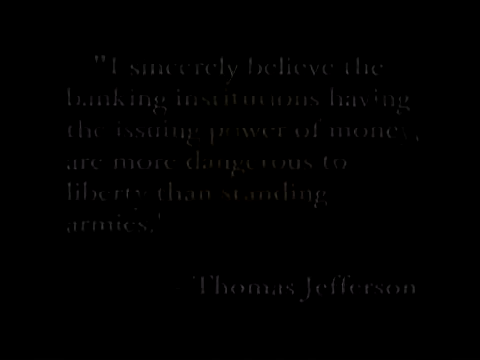 "I sincerely believe the
banking institutions having
the issuing power of money,
are more dangerous to
liberty than standing
armies."
- Thomas Jefferson